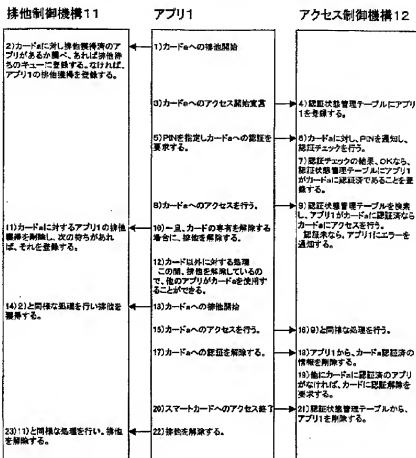 排他制御機構11
アプリ1
アクセス制御機構12
1)カードaへの排他開始
2)カードaに対し排他獲得済のア
プリがあるか調べ、あれば排他待
ちのキューに登録する。なければ、
アプリ1の排他獲得を登録する。
3)カードaへのアクセス開始宣言
4)認証状態管理テーブルにアプリ
1を登録する。
5)PINを指定しカードaへの認証を
要求する。
6)カードaに対し、PINを通知し、
認証チェックを行う。
7)認証チェックの結果、OKなら、
認証状態管理テーブルにアプリ1
がカードaに認証済であることを登
録する。
8)カードaへのアクセスを行う。
9)認証状態管理テーブルを検索
し、アプリ1がカードaに認証済なら
カードaにアクセスを行う。
認証未なら、アプリ1にエラーを
通知する。
10)一旦、カードの専有を解除する
場合に、排他を解除する。
11)カードaに対するアプリ1の排他
獲得を削除し、次の待ちがあれ
ば、それを登録する。
12)カード以外に対する処理
この間、排他を解除しているの
で、他のアプリがカードaを使用す
ることができる。
13)カードaへの排他開始
14)2)と同様な処理を行い排他を
獲得する。
15)カードaへのアクセスを行う。
16)9)と同様な処理を行う。
17)カードaへの認証を解除する。
18)アプリ1から、カードa認証済の
情報を削除する。
19)他にカードaに認証済のアプリ
がなければ、カードに認証解除を
要求する。
20)スマートカードへのアクセス終了
21)認証状態管理テーブルから、
アプリ1を削除する。
22)排他を解除する。
23)11)と同様な処理を行い、排他
を解除する。